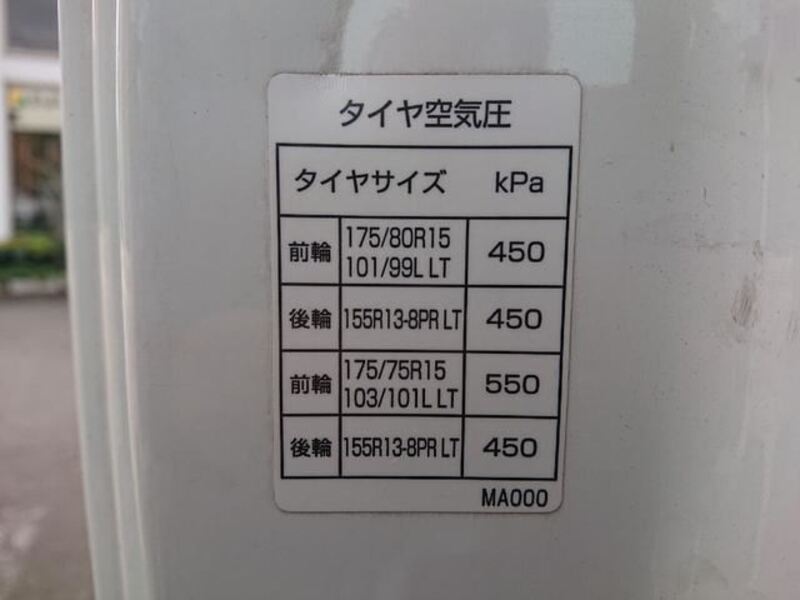 タイヤ空気圧
タイヤサイズ kPa
前輪 175/80R15 101/99L LT 450
後輪 155R13-8PR LT 450
前輪 175/75R15 103/101L LT 550
後輪 155R13-8PR LT 450
MA000